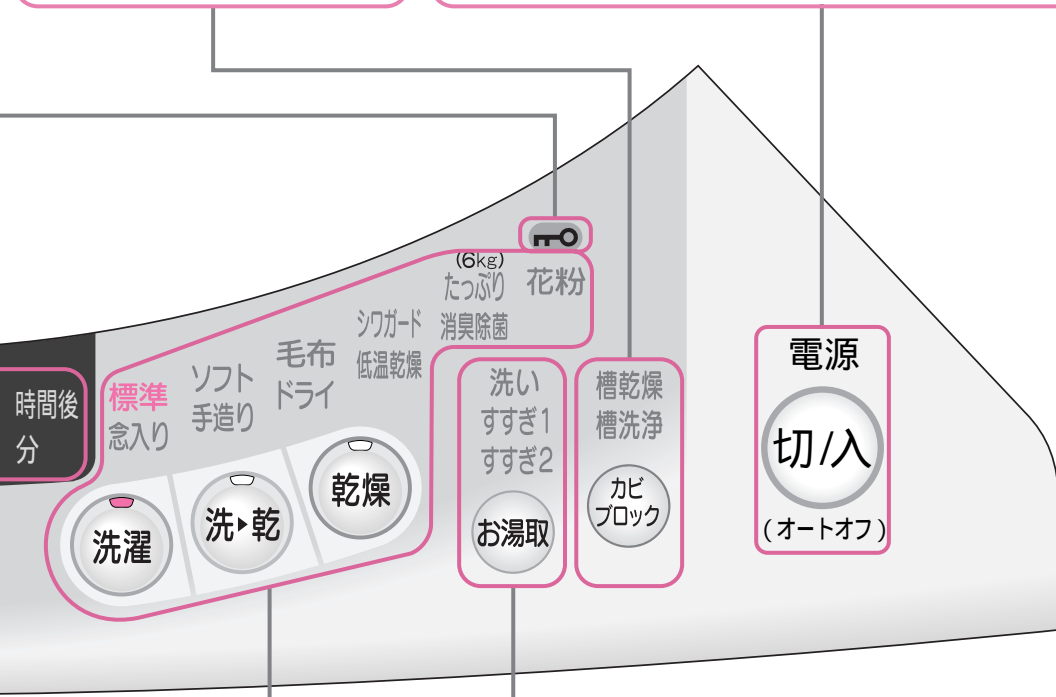 時間後
分
標準
念入り
ソフト
手造り
毛布
ドライ
シワガード
低温乾燥
(6kg)
たっぷり
消臭除菌
花粉
洗濯
洗▶乾
乾燥
洗い
すすぎ1
すすぎ2
お湯取
槽乾燥
槽洗浄
カビ
ブロック
電源
切/入
(オートオフ)